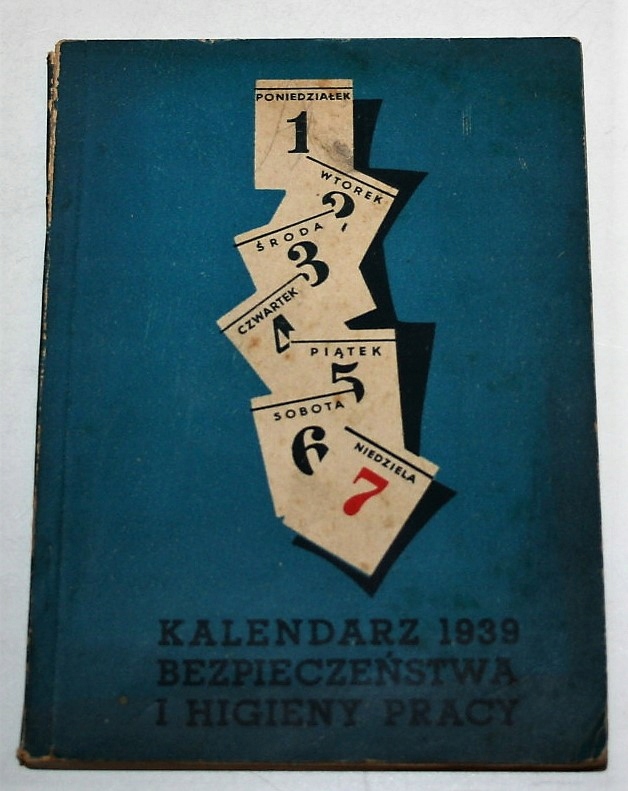 PONIEDZIAŁEK
1
WTOREK
2
ŚRODA
3
CZWARTEK
4
PIĄTEK
5
SOBOTA
6
NIEDZIELA
7
KALENDARZ 1939
BEZPIECZEŃSTWA
I HIGIENY PRACY